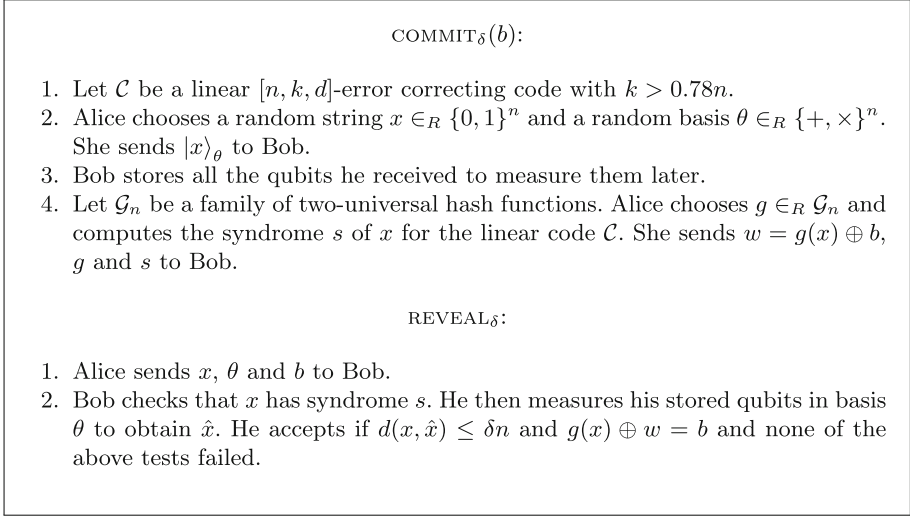 COMMIT_δ(b):
1. Let 𝒞 be a linear [n, k, d]-error correcting code with k > 0.78n.
2. Alice chooses a random string x ∈_R {0, 1}^n and a random basis θ ∈_R {+, ×}^n.
She sends |x⟩_θ to Bob.
3. Bob stores all the qubits he received to measure them later.
4. Let 𝒢_n be a family of two-universal hash functions. Alice chooses g ∈_R 𝒢_n and
computes the syndrome s of x for the linear code 𝒞. She sends w = g(x) ⊕ b,
g and s to Bob.
REVEAL_δ:
1. Alice sends x, θ and b to Bob.
2. Bob checks that x has syndrome s. He then measures his stored qubits in basis
θ to obtain x̂. He accepts if d(x, x̂) ≤ δn and g(x) ⊕ w = b and none of the
above tests failed.